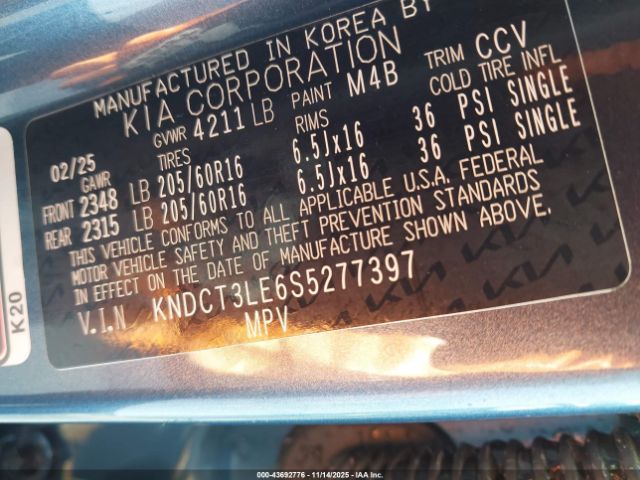 MANUFACTURED IN KOREA BY
KIA CORPORATION
GVWR 4211 LB PAINT M4B TRIM CCV
02/25
GAWR TIRES RIMS COLD TIRE INFL
FRONT 2348 LB 205/60R16 6.5Jx16 36 PSI SINGLE
REAR 2315 LB 205/60R16 6.5Jx16 36 PSI SINGLE
THIS VEHICLE CONFORMS TO ALL APPLICABLE U.S.A. FEDERAL
MOTOR VEHICLE SAFETY AND THEFT PREVENTION STANDARDS
IN EFFECT ON THE DATE OF MANUFACTURE SHOWN ABOVE.
V.I.N KNDCT3LE6S5277397
MPV
K20
00-43692776 - 11/14/2025 - IAA Inc.